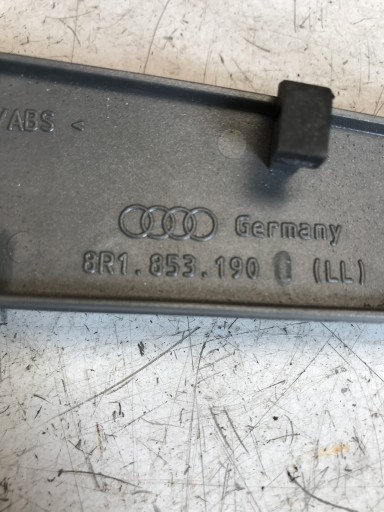 /ABS <
Germany
8R1.853.190 (LL)